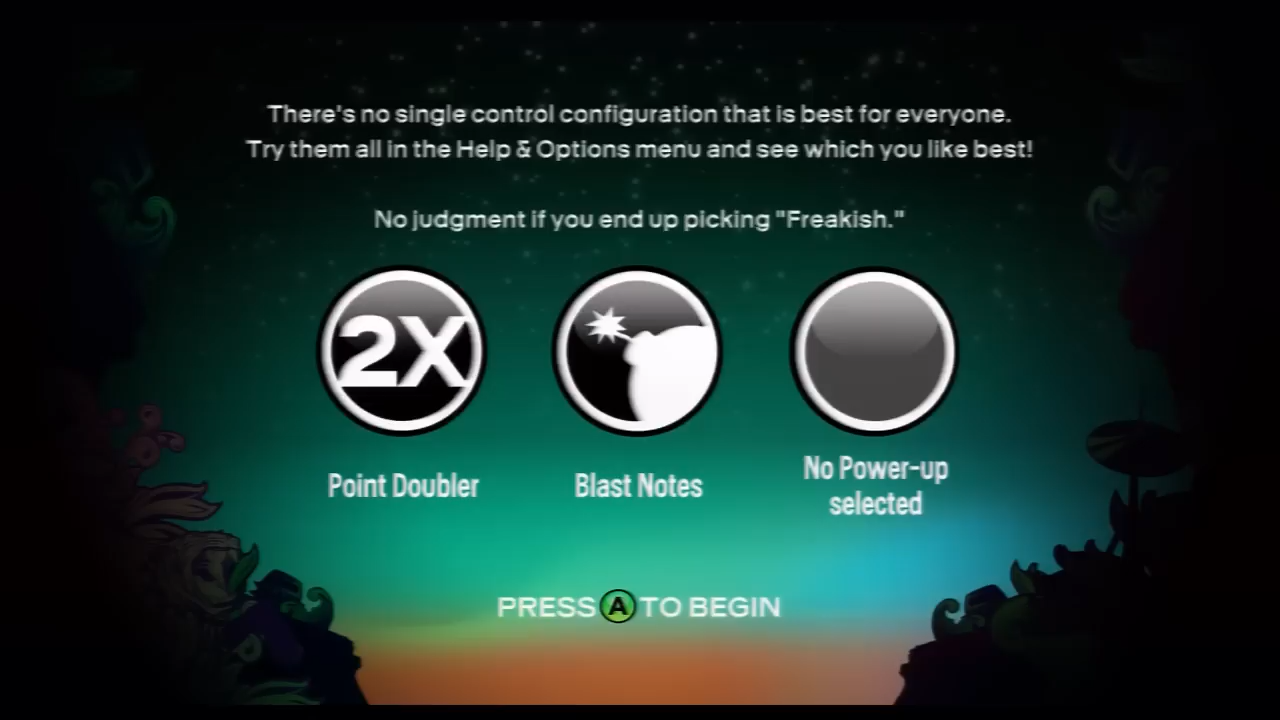 There's no single control configuration that is best for everyone.
Try them all in the Help & Options menu and see which you like best!
No judgment if you end up picking "Freakish."
2X
Point Doubler
Blast Notes
No Power-up
selected
PRESS A TO BEGIN